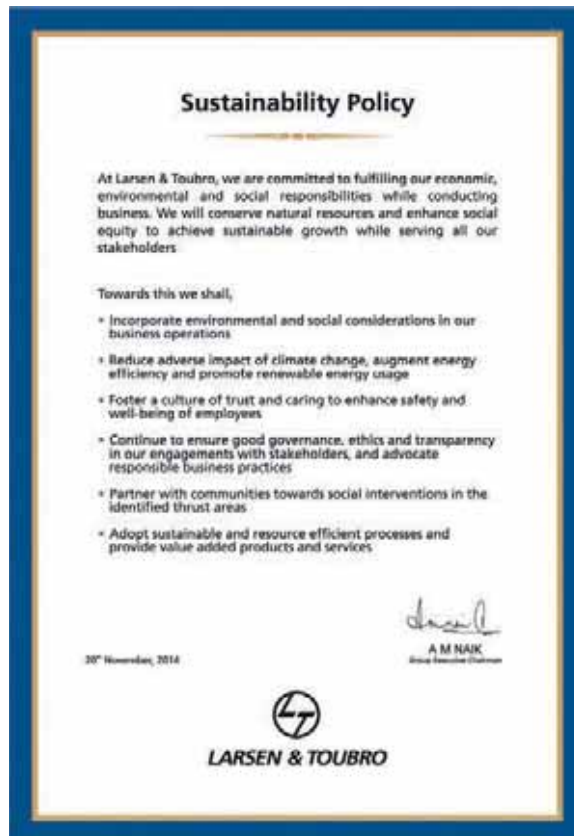 Sustainability Policy
At Larsen & Toubro, we are committed to fulfilling our economic,
environmental and social responsibilities while conducting
business. We will conserve natural resources and enhance social
equity to achieve sustainable growth while serving all our
stakeholders
Towards this we shall,
• Incorporate environmental and social considerations in our
business operations
• Reduce adverse impact of climate change, augment energy
efficiency and promote renewable energy usage
• Foster a culture of trust and caring to enhance safety and
well-being of employees
• Continue to ensure good governance, ethics and transparency
in our engagements with stakeholders, and advocate
responsible business practices
• Partner with communities towards social interventions in the
identified thrust areas
• Adopt sustainable and resource efficient processes and
provide value added products and services
A M NAIK
Group Executive Chairman
20th November, 2014
LT
LARSEN & TOUBRO